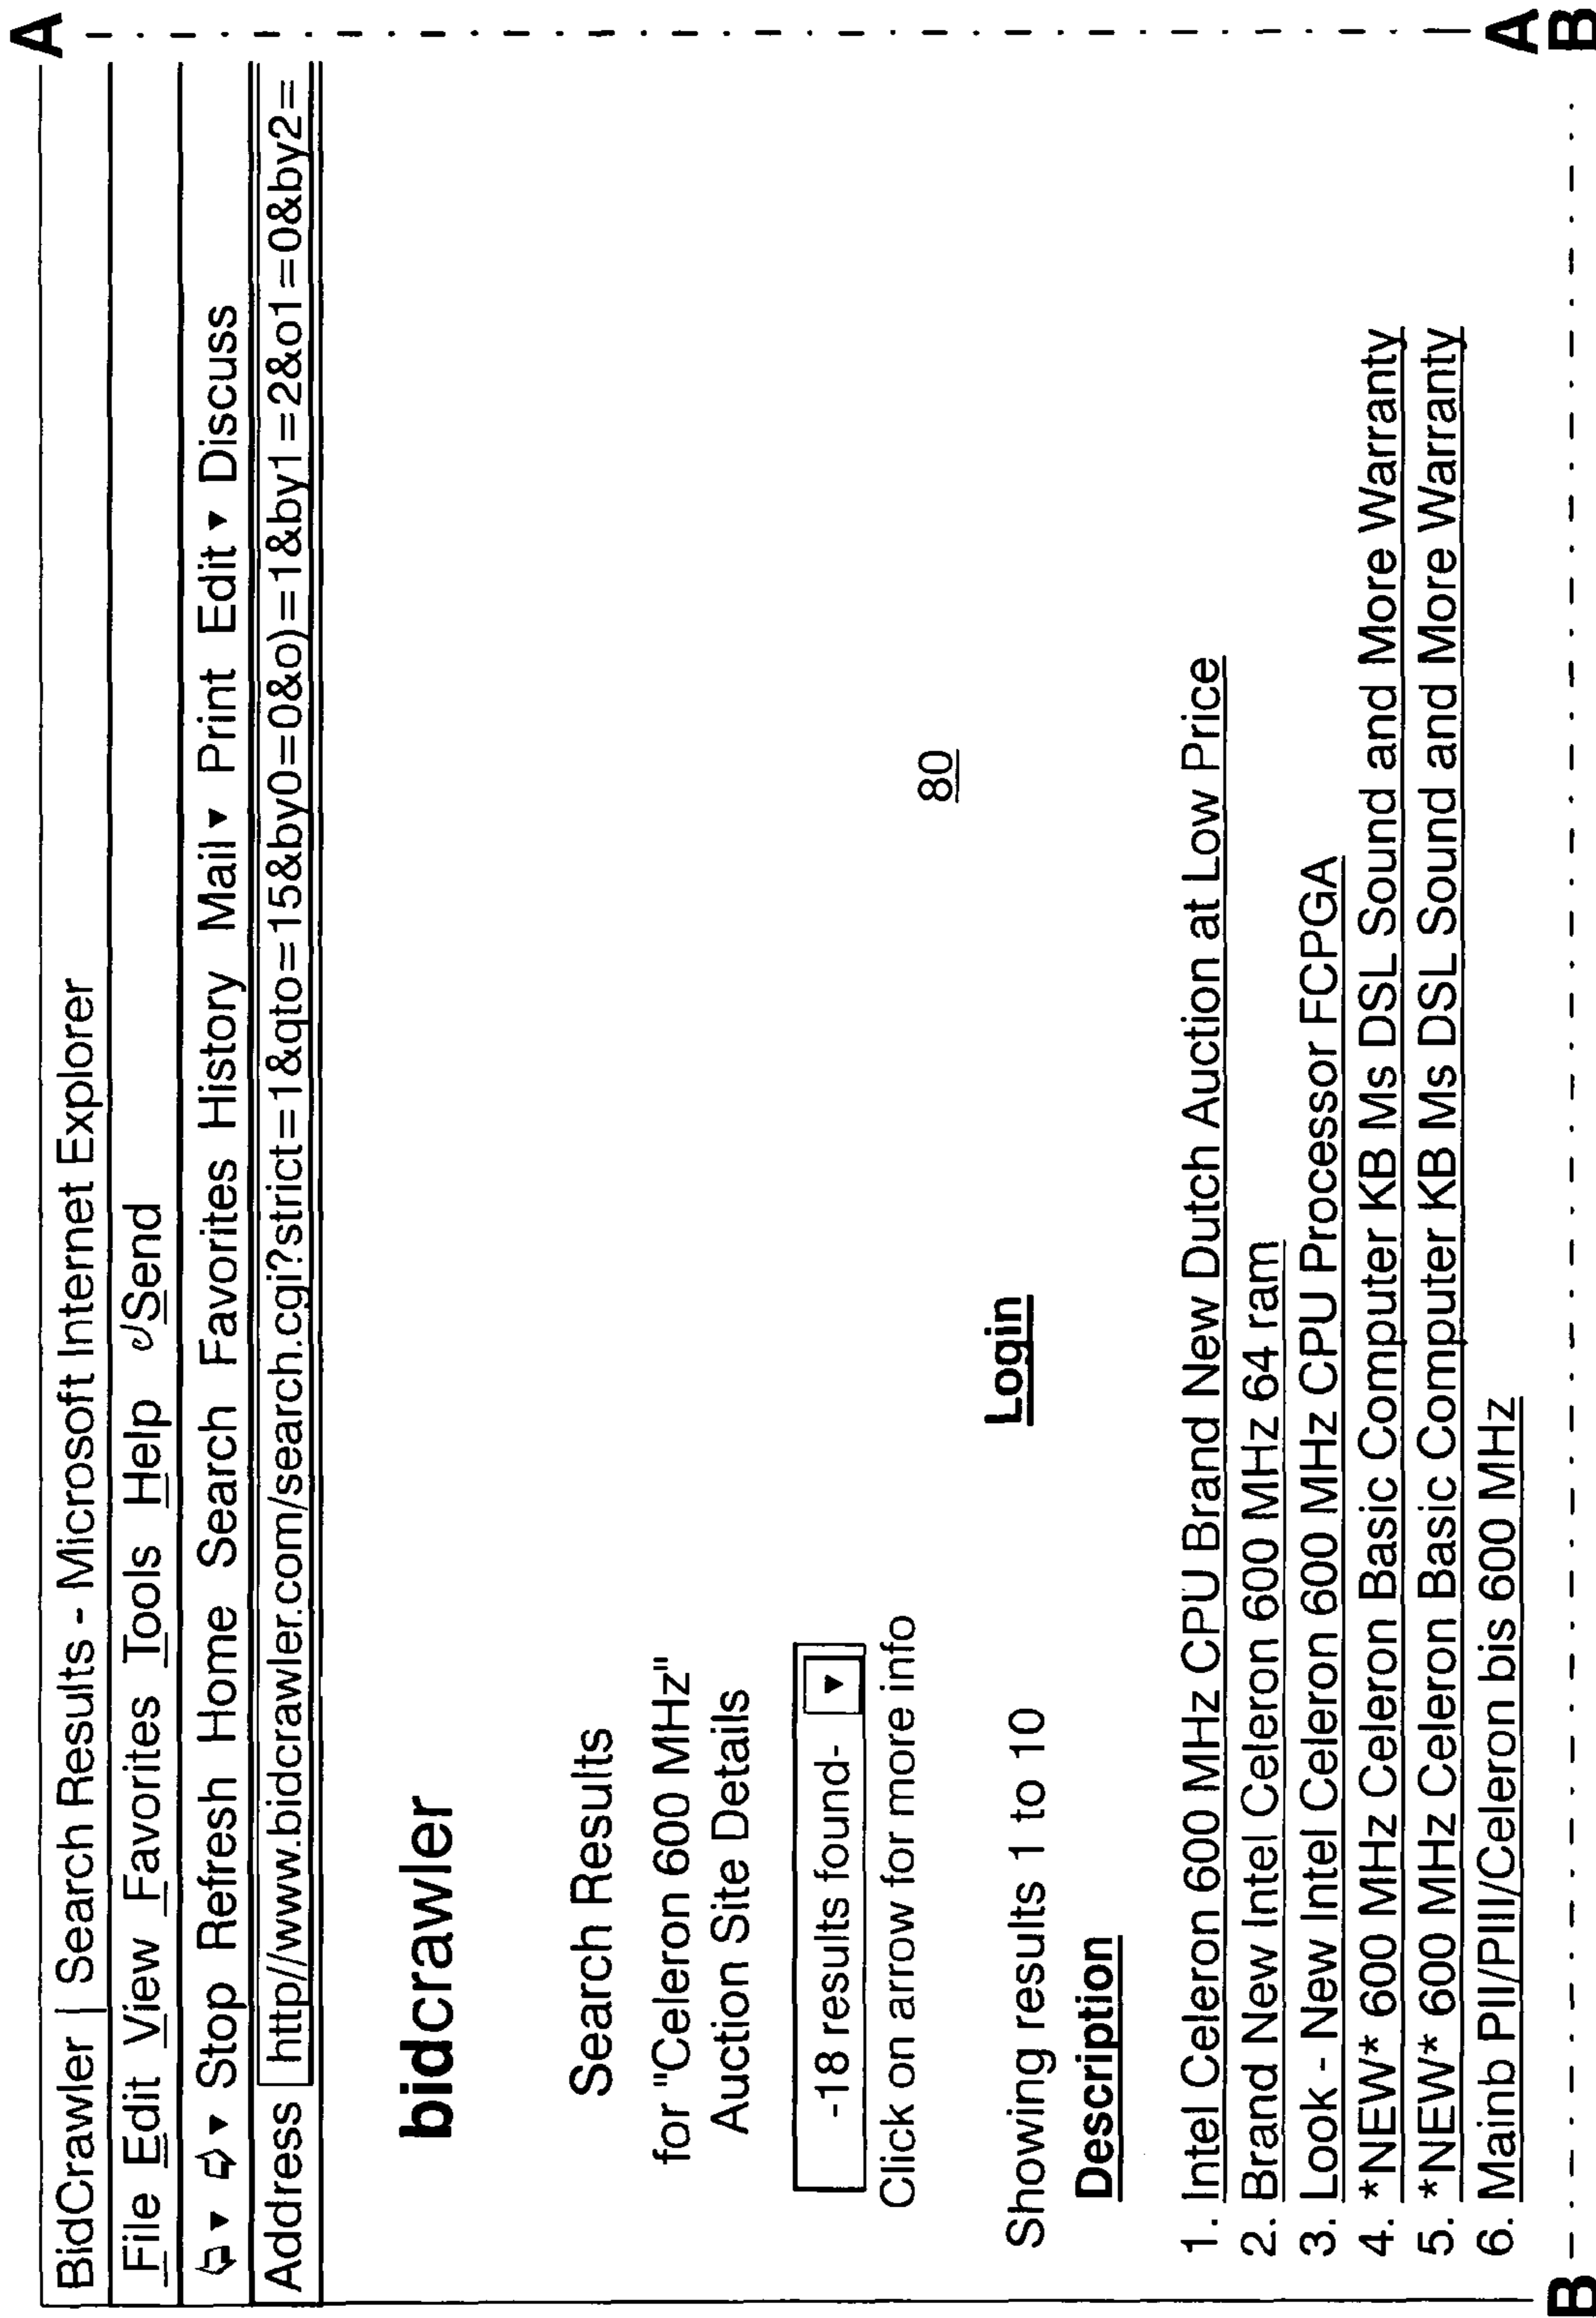 A
BidCrawler | Search Results - Microsoft Internet Explorer
File Edit View Favorites Tools Help Send
Stop Refresh Home Search Favorites History Mail Print Edit Discuss
Address http//www.bidcrawler.com/search.cgi?strict=1&qto=15&by0=0&o)=1&by1=2&o1=0&by2=
bidcrawler
Search Results
for "Celeron 600 MHz"
Auction Site Details
-18 results found-
Click on arrow for more info
80
Showing results 1 to 10
Login
Description
1. Intel Celeron 600 MHz CPU Brand New Dutch Auction at Low Price
2. Brand New Intel Celeron 600 MHz 64 ram
3. Look - New Intel Celeron 600 MHz CPU Processor FCPGA
4. *NEW* 600 MHz Celeron Basic Computer KB Ms DSL Sound and More Warranty
5. *NEW* 600 MHz Celeron Basic Computer KB Ms DSL Sound and More Warranty
6. Mainb PII/PIII/Celeron bis 600 MHz
A
B B